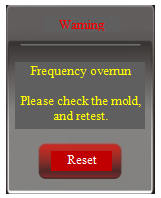 Warning
Frequency overrun
Please check the mold,
and retest.
Reset